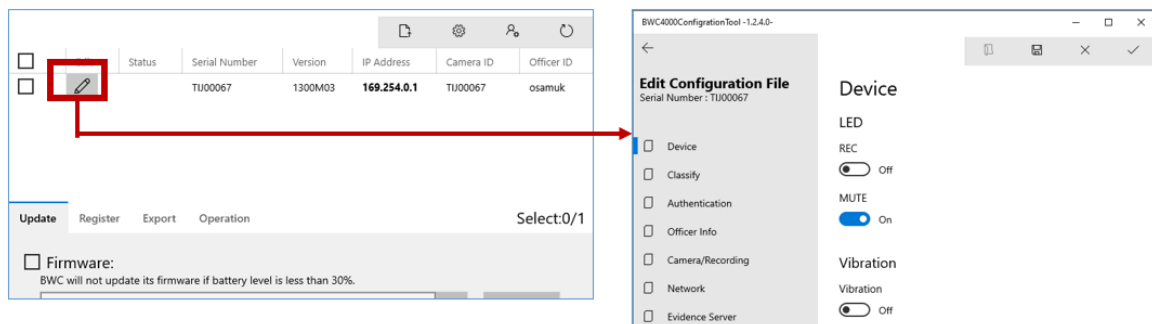 Status Serial Number Version IP Address Camera ID Officer ID
TIJ00067 1300M03 169.254.0.1 TIJ00067 osamuk
Update Register Export Operation Select:0/1
Firmware:
BWC will not update its firmware if battery level is less than 30%.
BWC4000ConfigrationTool -1.2.4.0-
Edit Configuration File
Serial Number : TIJ00067
Device
Classify
Authentication
Officer Info
Camera/Recording
Network
Evidence Server
Device
LED
REC
Off
MUTE
On
Vibration
Vibration
Off